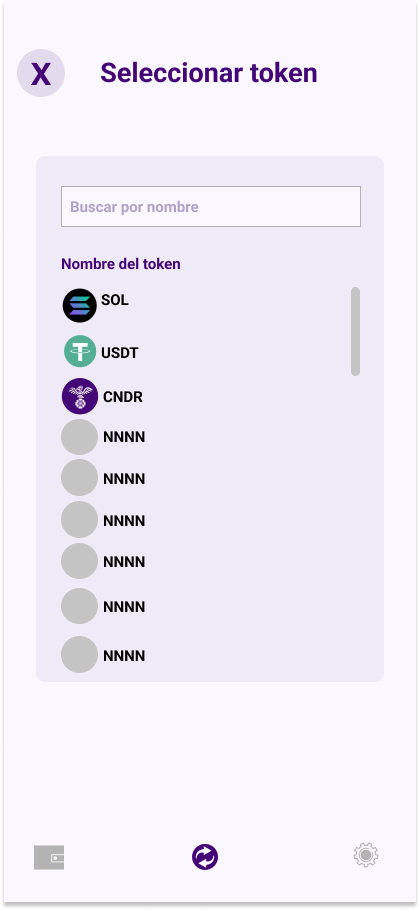 X Seleccionar token
Buscar por nombre
Nombre del token
SOL
USDT
CNDR
NNNN
NNNN
NNNN
NNNN
NNNN
NNNN